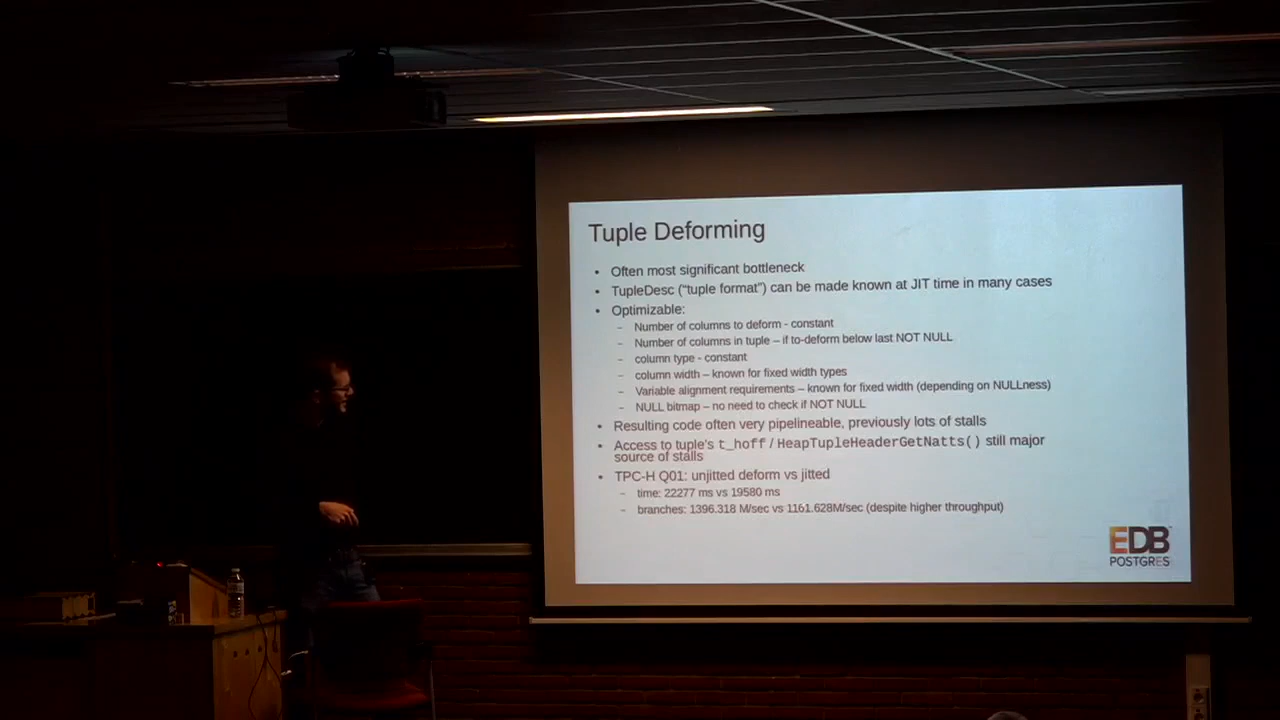 Tuple Deforming
• Often most significant bottleneck
• TupleDesc (“tuple format”) can be made known at JIT time in many cases
• Optimizable:
– Number of columns to deform - constant
– Number of columns in tuple – if to-deform below last NOT NULL
– column type - constant
– column width – known for fixed width types
– Variable alignment requirements – known for fixed width (depending on NULLness)
– NULL bitmap – no need to check if NOT NULL
• Resulting code often very pipelineable, previously lots of stalls
• Access to tuple's t_hoff / HeapTupleHeaderGetNatts() still major
source of stalls
• TPC-H Q01: unjitted deform vs jitted
– time: 22277 ms vs 19580 ms
– branches: 1396.318 M/sec vs 1161.628M/sec (despite higher throughput)
EDB
POSTGRES